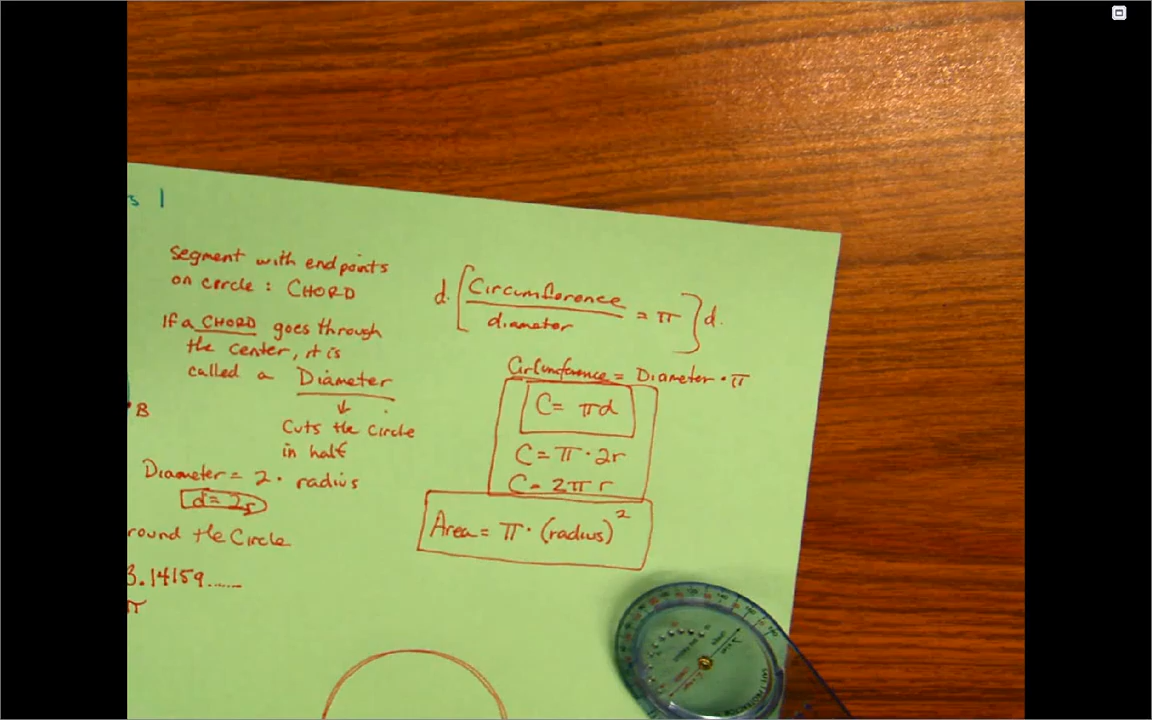 s 1
segment with endpoints
on circle : CHORD
If a CHORD goes through
the center, it is
called a Diameter
↓
Cuts the circle
in half
B
Diameter = 2 · radius
d = 2r
round the Circle
3.14159......
π
d. [ Circumference / diameter = π ] d.
Circumference = Diameter · π
C = πd
C = π · 2r
C = 2πr
Area = π · (radius)²